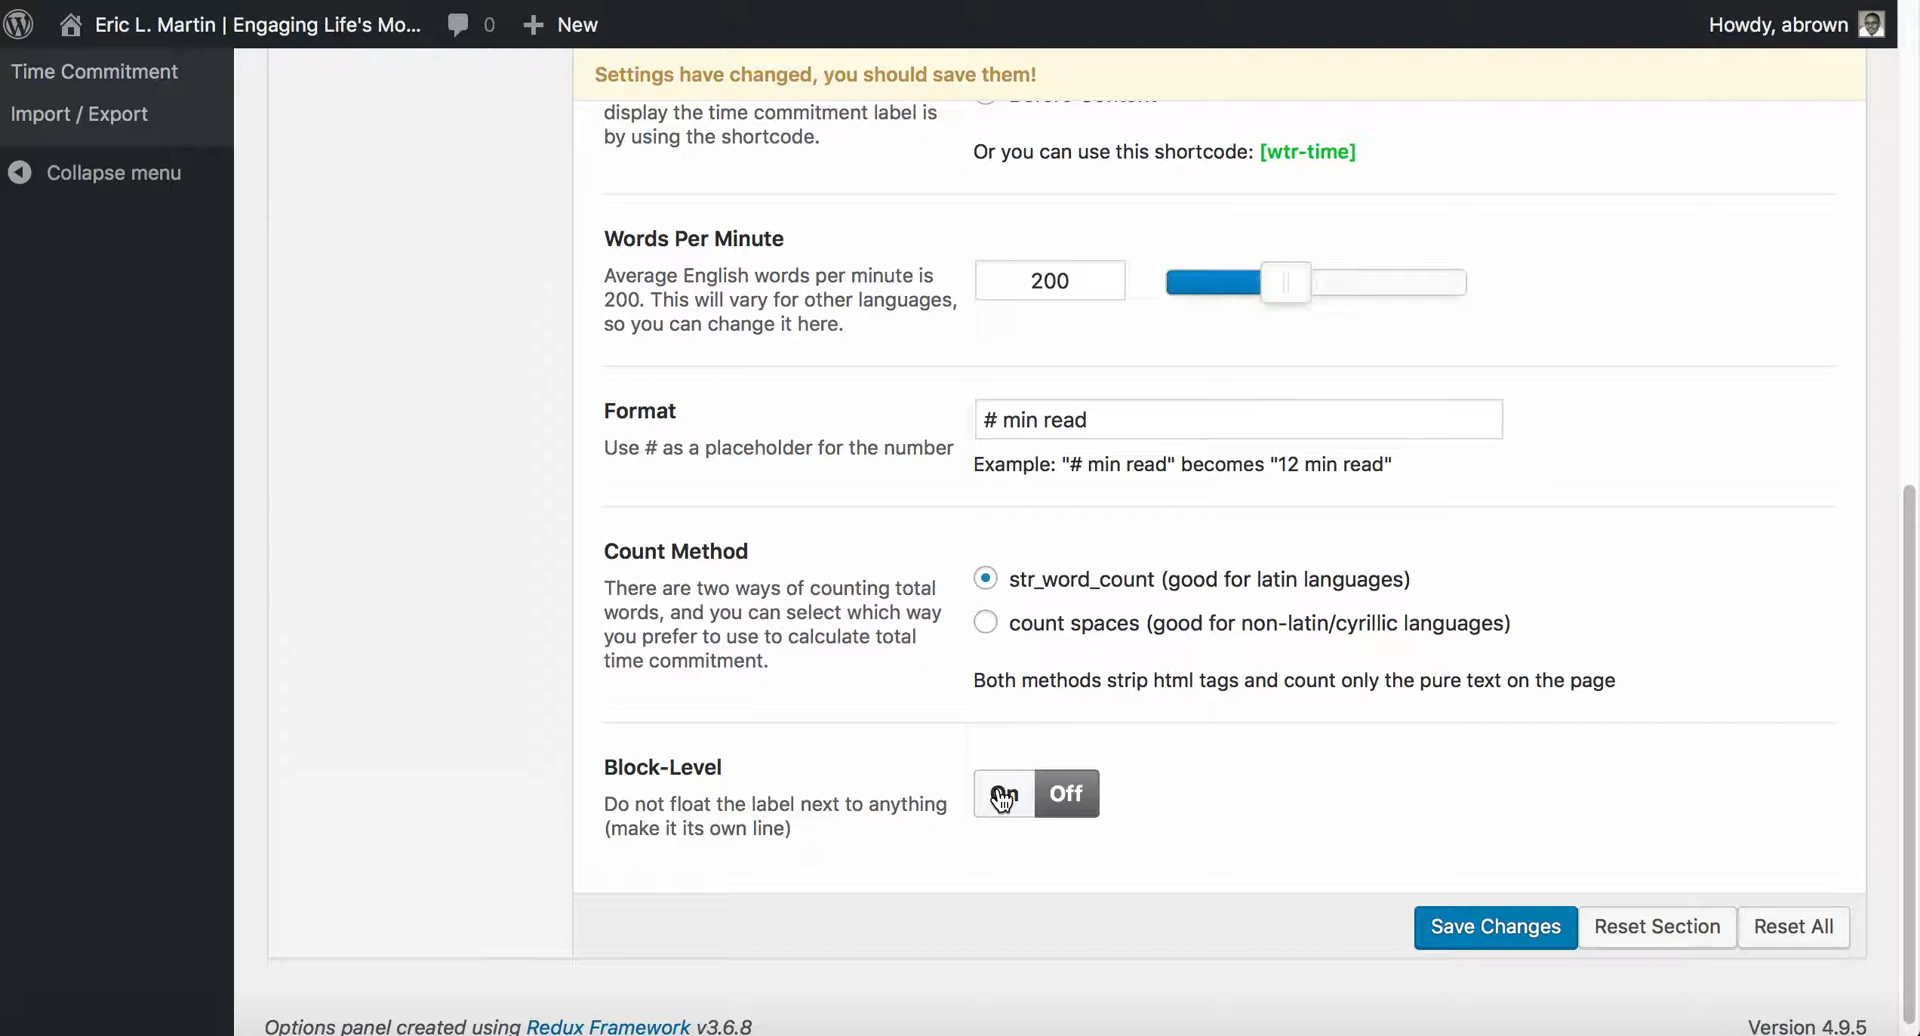 Eric L. Martin | Engaging Life's Mo... 0 New Howdy, abrown
Time Commitment
Import / Export
Collapse menu
Settings have changed, you should save them!
display the time commitment label is
by using the shortcode.
Or you can use this shortcode: [wtr-time]
Words Per Minute
Average English words per minute is
200. This will vary for other languages,
so you can change it here.
200
Format
Use # as a placeholder for the number
# min read
Example: "# min read" becomes "12 min read"
Count Method
There are two ways of counting total
words, and you can select which way
you prefer to use to calculate total
time commitment.
str_word_count (good for latin languages)
count spaces (good for non-latin/cyrillic languages)
Both methods strip html tags and count only the pure text on the page
Block-Level
Do not float the label next to anything
(make it its own line)
On Off
Save Changes Reset Section Reset All
Options panel created using Redux Framework v3.6.8
Version 4.9.5